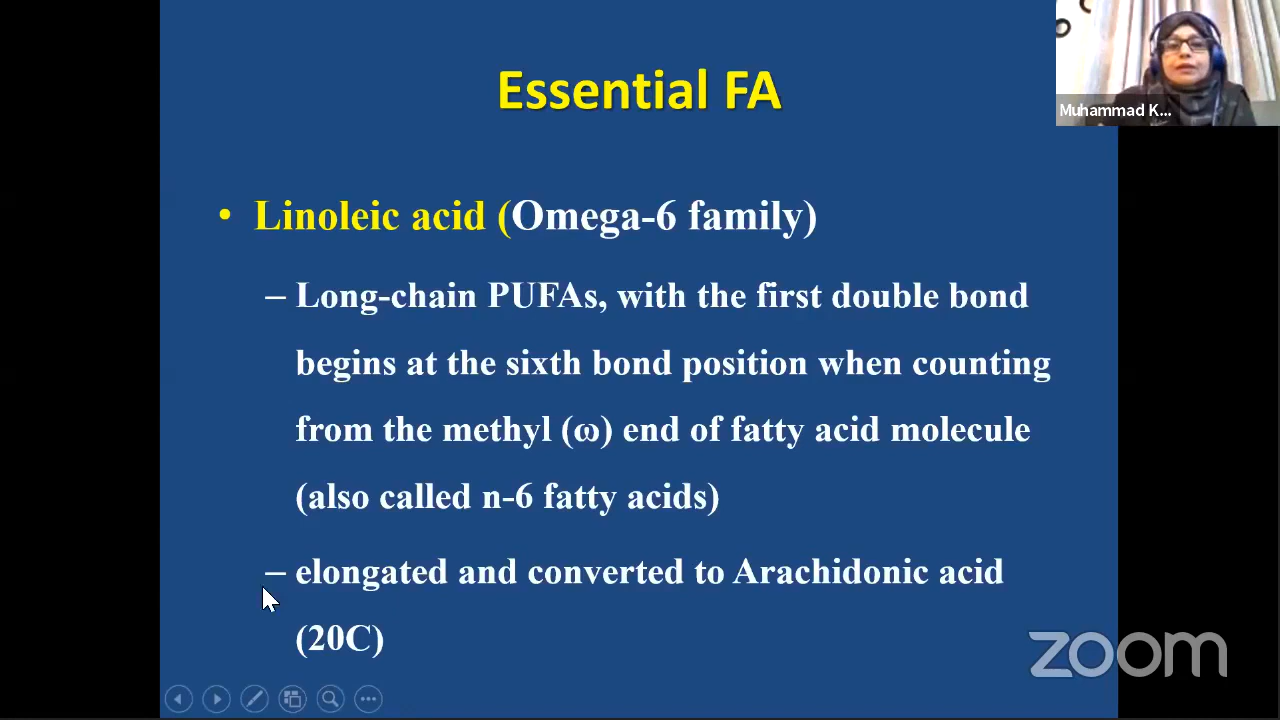 Essential FA
Muhammad K...
• Linoleic acid (Omega-6 family)
– Long-chain PUFAs, with the first double bond
begins at the sixth bond position when counting
from the methyl (ω) end of fatty acid molecule
(also called n-6 fatty acids)
– elongated and converted to Arachidonic acid
(20C)
zoom